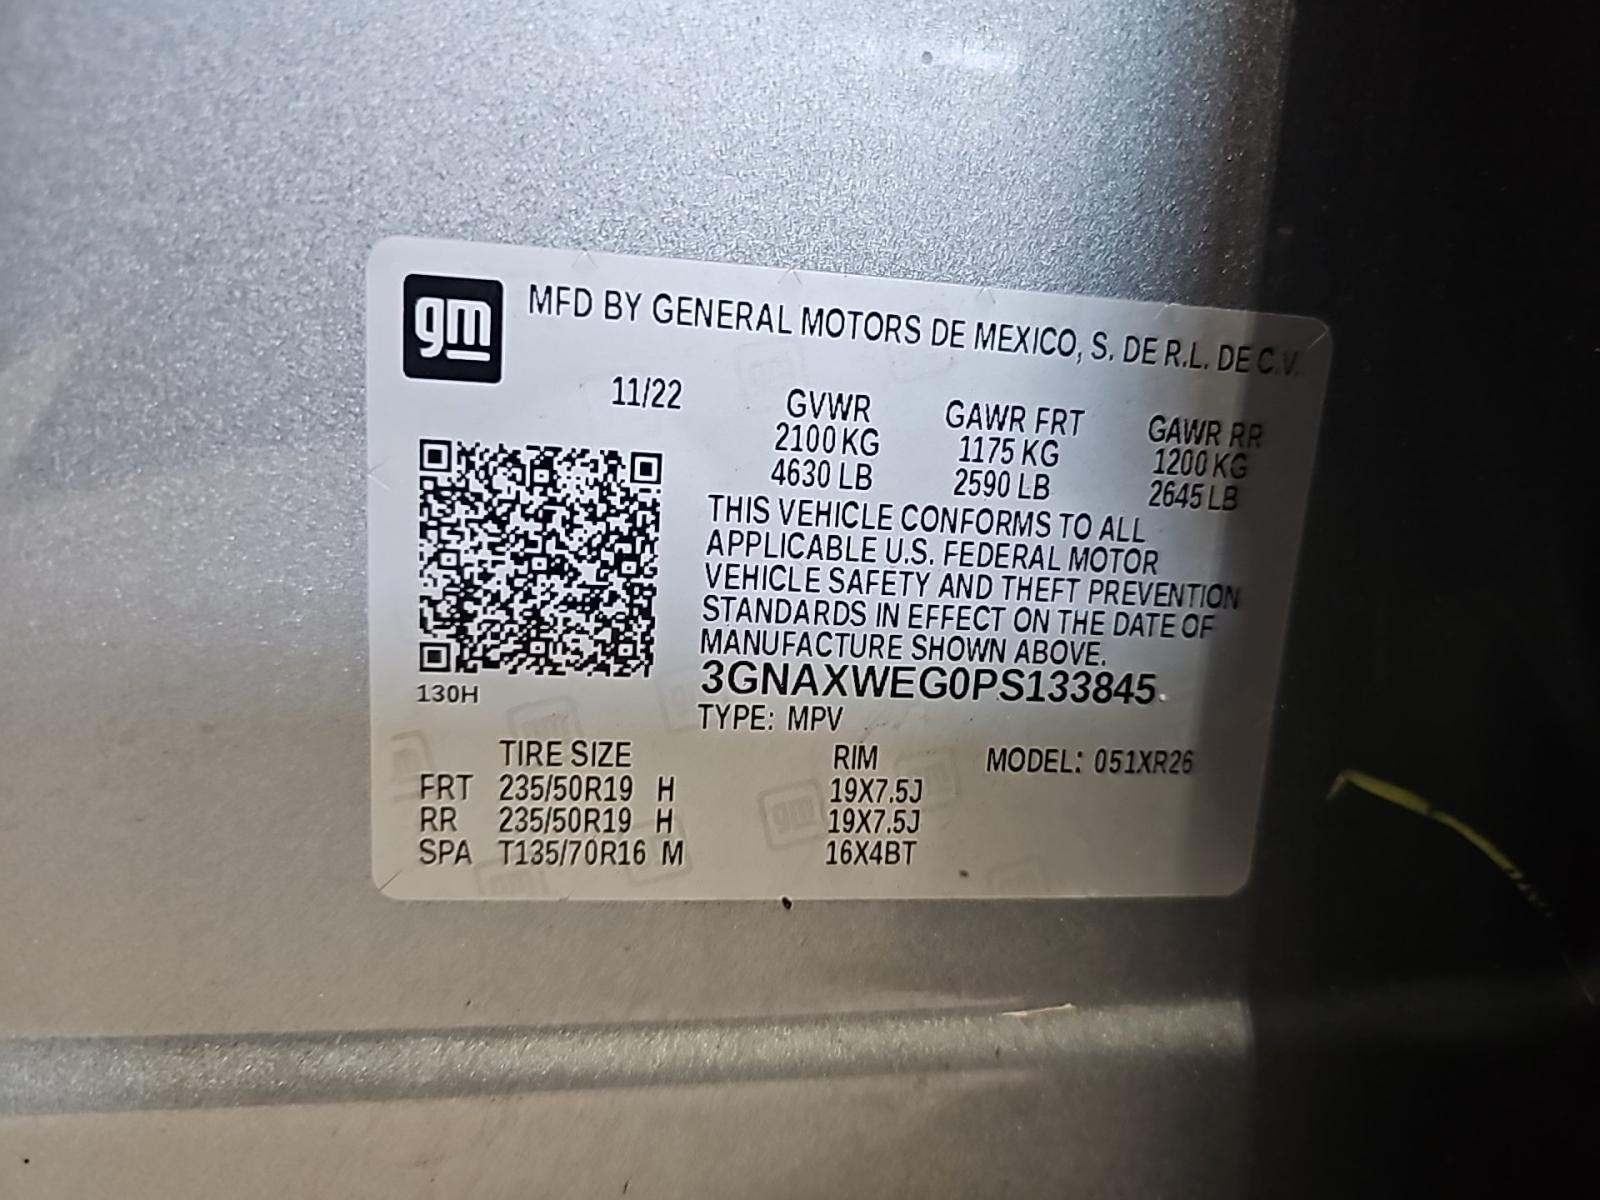 gm MFD BY GENERAL MOTORS DE MEXICO, S. DE R.L. DE C.V.
11/22 GVWR GAWR FRT GAWR RR
2100 KG 1175 KG 1200 KG
4630 LB 2590 LB 2645 LB
THIS VEHICLE CONFORMS TO ALL
APPLICABLE U.S. FEDERAL MOTOR
VEHICLE SAFETY AND THEFT PREVENTION
STANDARDS IN EFFECT ON THE DATE OF
MANUFACTURE SHOWN ABOVE.
3GNAXWEG0PS133845
130H
TYPE: MPV
TIRE SIZE RIM MODEL: 051XR26
FRT 235/50R19 H 19X7.5J
RR 235/50R19 H 19X7.5J
SPA T135/70R16 M 16X4BT